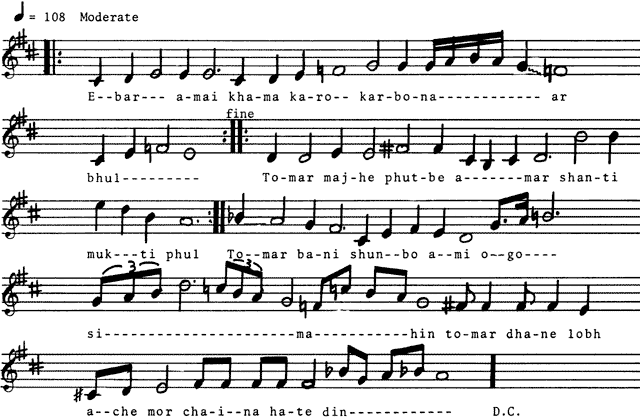 ♩ = 108 Moderate
E--bar--- a-mai kha-ma ka-ro-- kar-bo-na------------ ar
fine
bhul--------- To-mar maj-he phut-be a-------mar shan-ti
muk---ti phul To--mar ba-ni shun--bo a--mi o-go----
3 3
si--------------------ma-----------hin to-mar dha-ne lobh
a--che mor cha-i--na ha-te din------------ D.C.